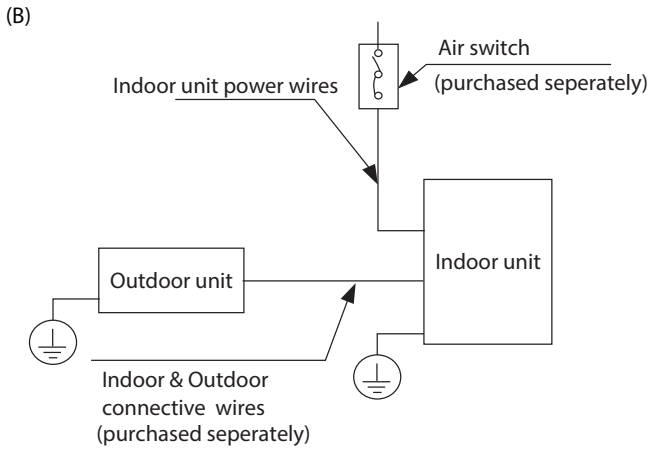 (B)
Air switch
(purchased seperately)
Indoor unit power wires
Indoor unit
Outdoor unit
Indoor & Outdoor
connective wires
(purchased seperately)